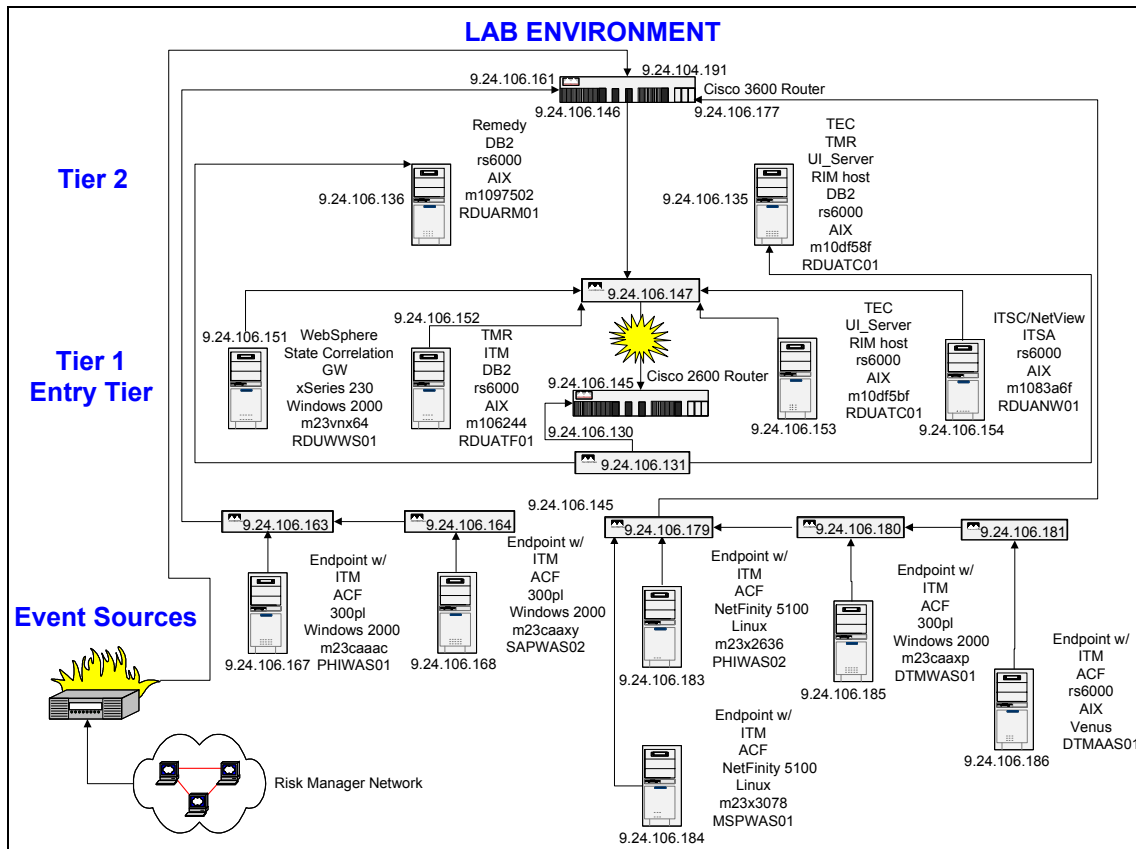 LAB ENVIRONMENT
9.24.106.161
9.24.104.191
Cisco 3600 Router
9.24.106.146
9.24.106.177
Tier 2
9.24.106.136
Remedy
DB2
rs6000
AIX
m1097502
RDUARM01
9.24.106.135
TEC
TMR
UI_Server
RIM host
DB2
rs6000
AIX
m10df58f
RDUATC01
9.24.106.147
Tier 1
Entry Tier
9.24.106.151
WebSphere
State Correlation
GW
xSeries 230
Windows 2000
m23vnx64
RDUWWS01
9.24.106.152
TMR
ITM
DB2
rs6000
AIX
m106244
RDUATF01
9.24.106.145
Cisco 2600 Router
9.24.106.130
9.24.106.131
TEC
UI_Server
RIM host
rs6000
AIX
m10df5bf
RDUATC01
9.24.106.153
ITSC/NetView
ITSA
rs6000
AIX
m1083a6f
RDUANW01
9.24.106.154
9.24.106.145
9.24.106.163
9.24.106.164
9.24.106.179
9.24.106.180
9.24.106.181
Endpoint w/
ITM
ACF
300pl
Windows 2000
m23caaac
PHIWAS01
9.24.106.167
Endpoint w/
ITM
ACF
300pl
Windows 2000
m23caaxy
SAPWAS02
9.24.106.168
Endpoint w/
ITM
ACF
NetFinity 5100
Linux
m23x2636
PHIWAS02
9.24.106.183
Endpoint w/
ITM
ACF
300pl
Windows 2000
m23caaxp
DTMWAS01
9.24.106.185
Endpoint w/
ITM
ACF
rs6000
AIX
Venus
DTMAAS01
9.24.106.186
Endpoint w/
ITM
ACF
NetFinity 5100
Linux
m23x3078
MSPWAS01
9.24.106.184
Event Sources
Risk Manager Network